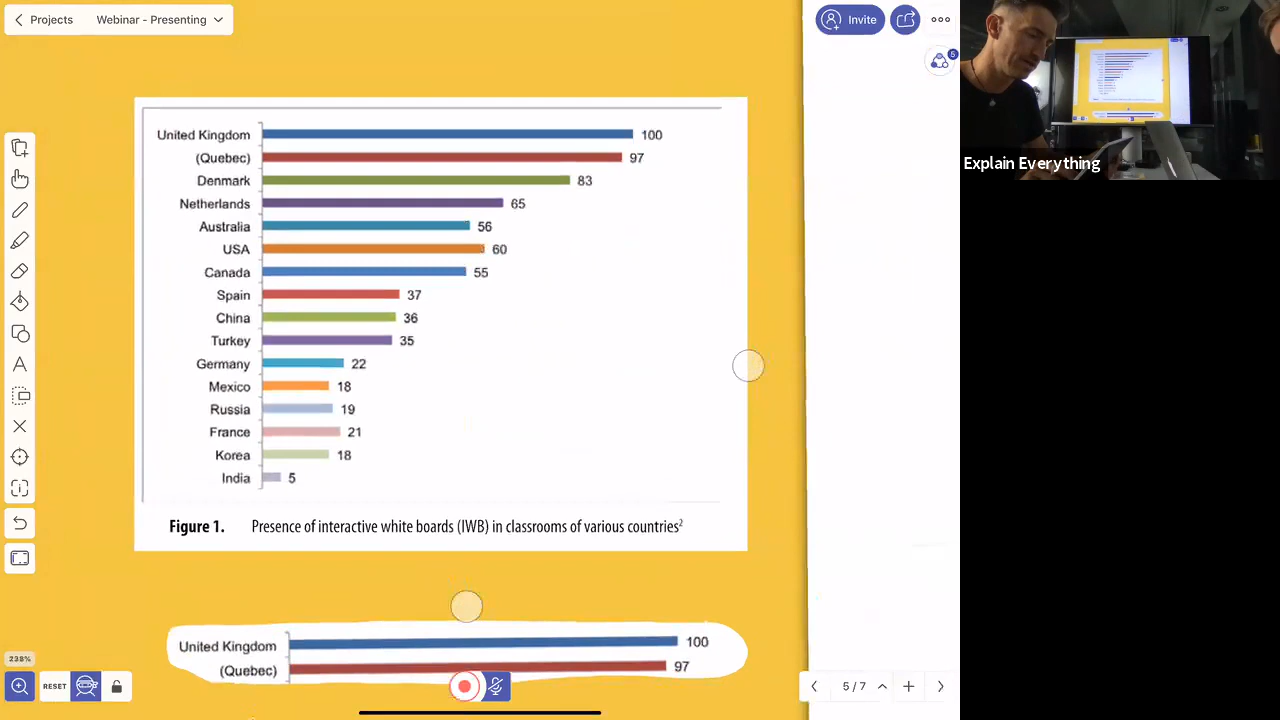 Projects
Webinar - Presenting
Invite
6
United Kingdom 100
(Quebec) 97
Denmark 83
Netherlands 65
Australia 56
USA 60
Canada 55
Spain 37
China 36
Turkey 35
Germany 22
Mexico 18
Russia 19
France 21
Korea 18
India 5
Figure 1. Presence of interactive white boards (IWB) in classrooms of various countries2
United Kingdom 100
(Quebec) 97
238%
RESET
5 / 7
Explain Everything